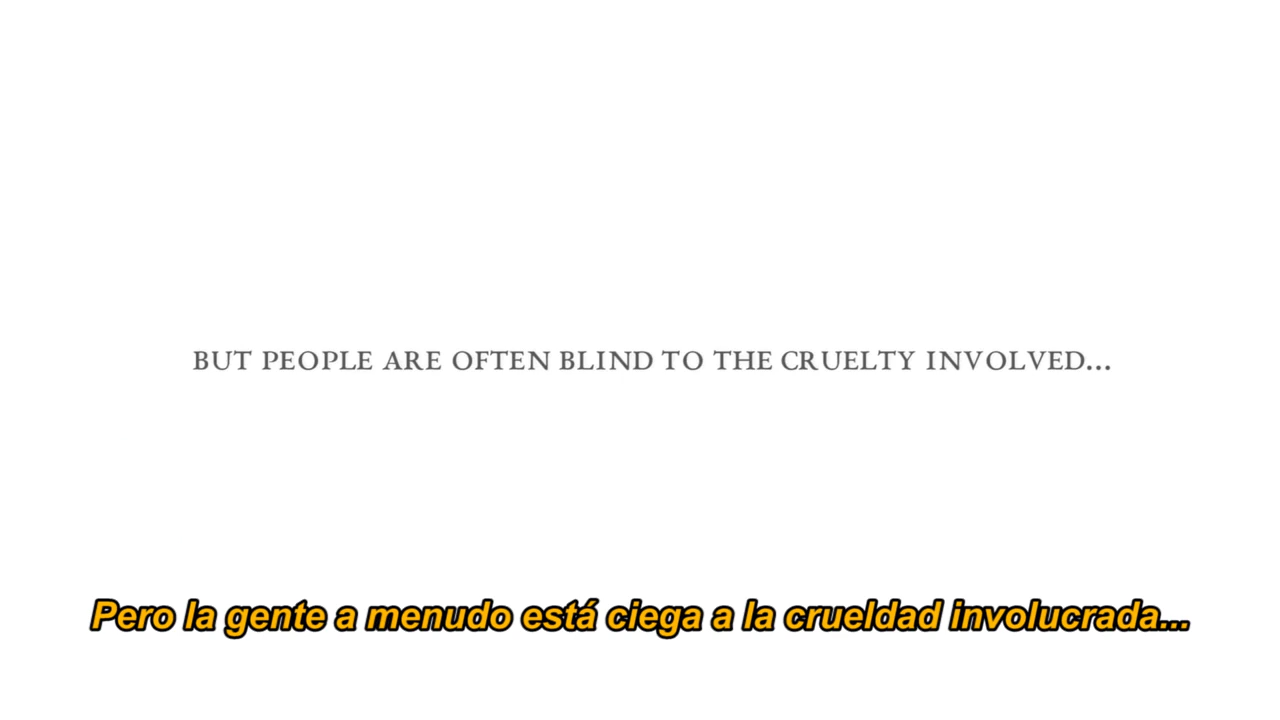 BUT PEOPLE ARE OFTEN BLIND TO THE CRUELTY INVOLVED...
Pero la gente a menudo está ciega a la crueldad involucrada...